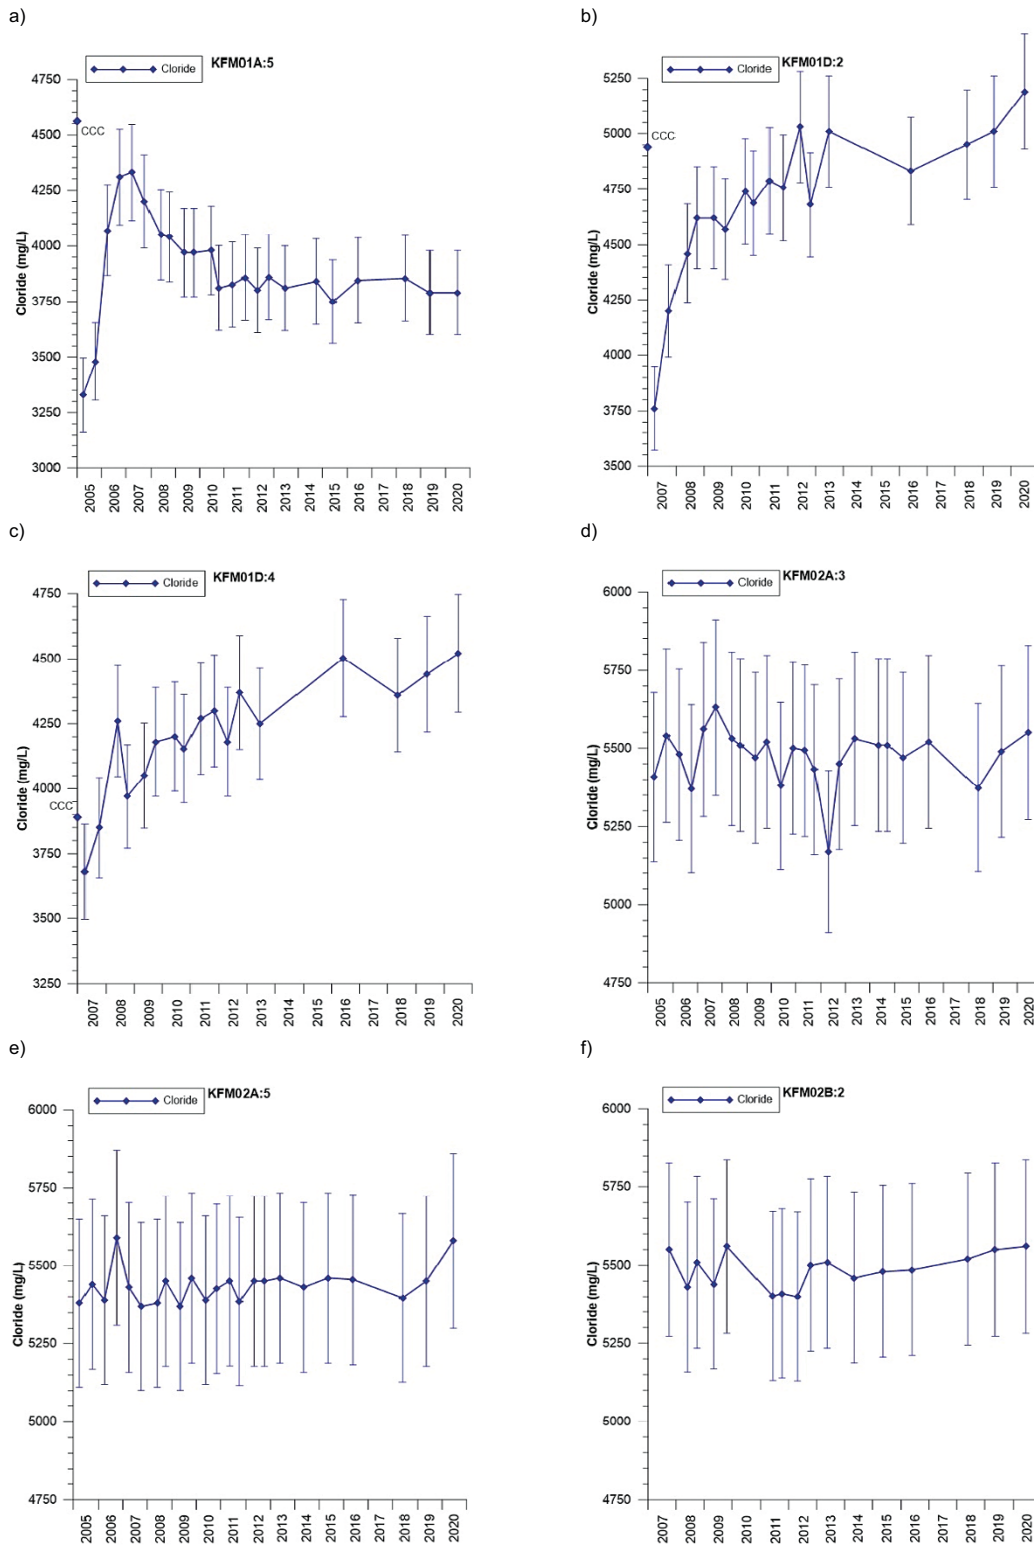 a)
Cloride
KFM01A:5
4750
4500
4250
4000
3750
3500
3250
3000
CCC
Cloride (mg/L)
2005 2006 2007 2008 2009 2010 2011 2012 2013 2014 2015 2016 2017 2018 2019 2020
b)
Cloride
KFM01D:2
5250
5000
4750
4500
4250
4000
3750
3500
CCC
Cloride (mg/L)
2007 2008 2009 2010 2011 2012 2013 2014 2015 2016 2017 2018 2019 2020
c)
Cloride
KFM01D:4
4750
4500
4250
4000
3750
3500
3250
CCC
Cloride (mg/L)
2007 2008 2009 2010 2011 2012 2013 2014 2015 2016 2017 2018 2019 2020
d)
Cloride
KFM02A:3
6000
5750
5500
5250
5000
4750
Cloride (mg/L)
2005 2006 2007 2008 2009 2010 2011 2012 2013 2014 2015 2016 2017 2018 2019 2020
e)
Cloride
KFM02A:5
6000
5750
5500
5250
5000
4750
Cloride (mg/L)
2005 2006 2007 2008 2009 2010 2011 2012 2013 2014 2015 2016 2017 2018 2019 2020
f)
Cloride
KFM02B:2
6000
5750
5500
5250
5000
4750
Cloride (mg/L)
2007 2008 2009 2010 2011 2012 2013 2014 2015 2016 2017 2018 2019 2020